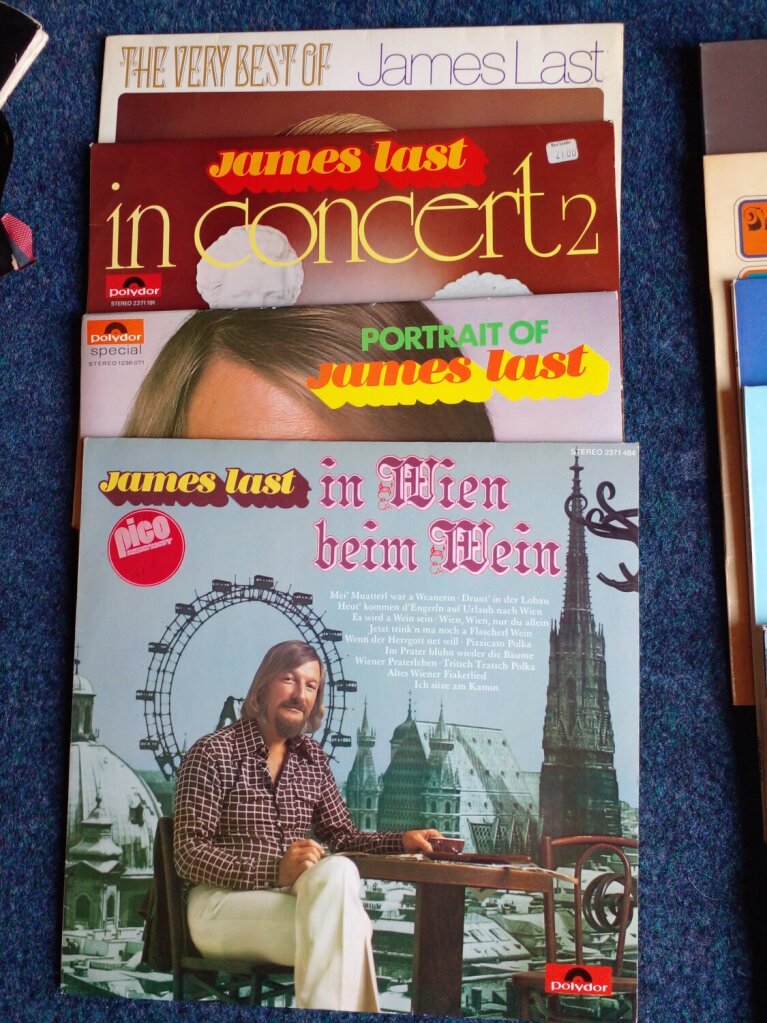 THE VERY BEST OF James Last
james last
in concert 2
polydor
STEREO 2371 191
polydor
special
STEREO 1236 071
PORTRAIT OF
james last
STEREO 2371 484
james last in Wien
beim Wein
pico
Mei' Muatterl war a Weanerin · Drunt' in der Lobau
Heut' kommen d'Engerln auf Urlaub nach Wien
Es wird a Wein sein · Wien, Wien, nur du allein
Jetzt trink'n ma noch a Flascherl Wein
Wenn der Herrgott net will · Pizzicato Polka
Im Prater blühn wieder die Bäume
Wiener Praterleben · Tritsch Tratsch Polka
Altes Wiener Fiakerlied
Ich sitze am Kamin
polydor